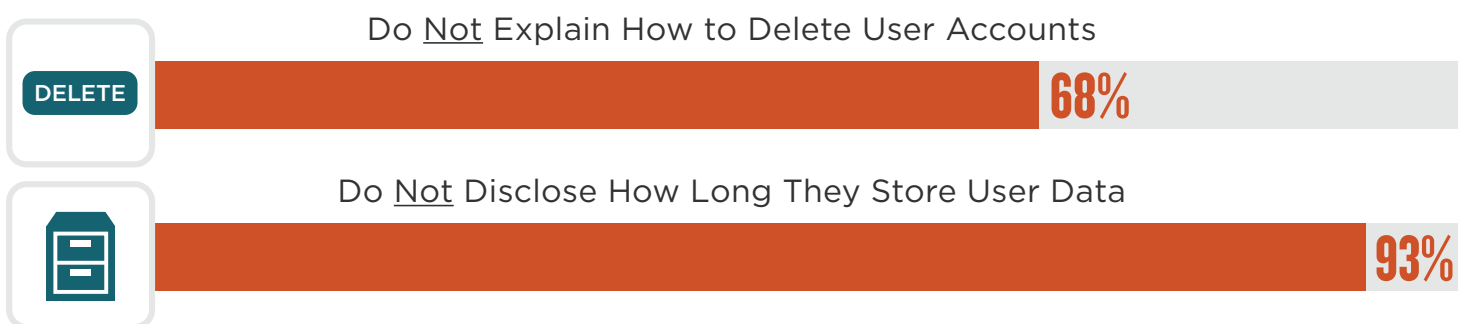 Do Not Explain How to Delete User Accounts
DELETE
68%
Do Not Disclose How Long They Store User Data
93%